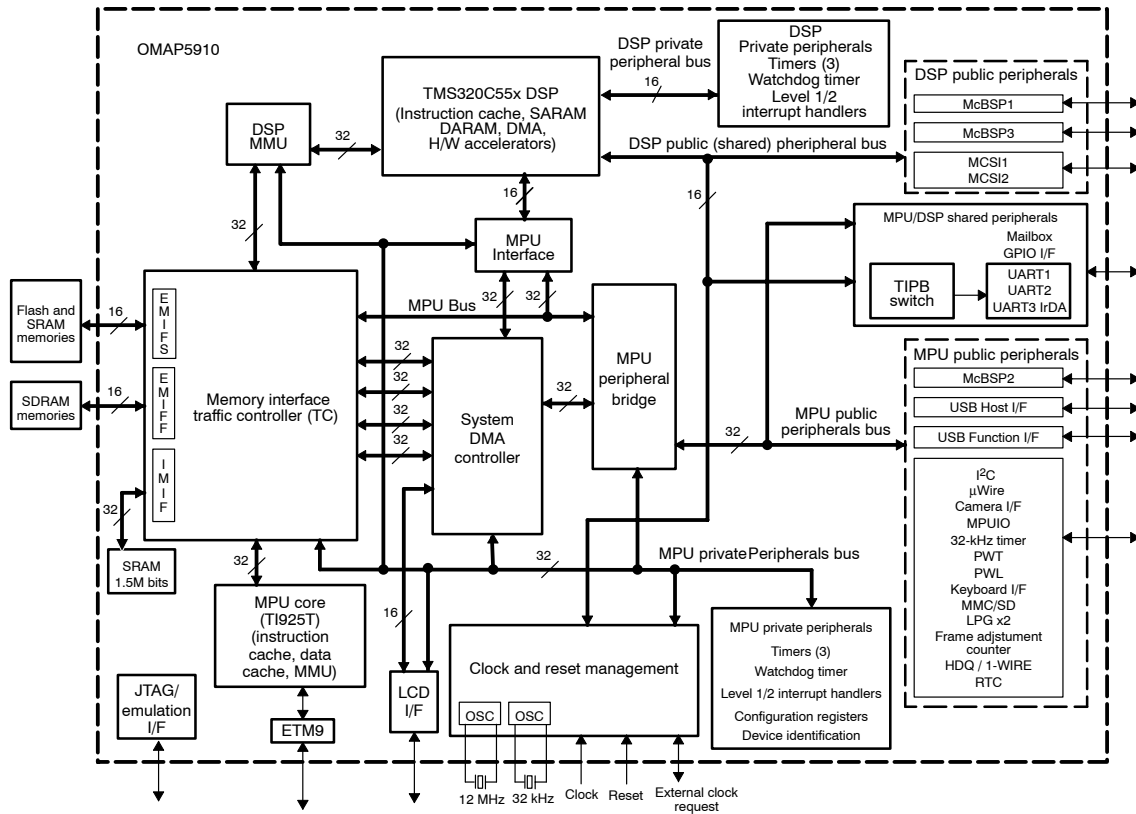 OMAP5910
TMS320C55x DSP
(Instruction cache, SARAM
DARAM, DMA,
H/W accelerators)
DSP private
peripheral bus
16
DSP
Private peripherals
Timers (3)
Watchdog timer
Level 1/2
interrupt handlers
DSP public peripherals
McBSP1
McBSP3
MCSI1
MCSI2
DSP
MMU
32
DSP public (shared) pheripheral bus
16
16
32
MPU
Interface
MPU/DSP shared peripherals
Mailbox
GPIO I/F
TIPB
switch
UART1
UART2
UART3 IrDA
Flash and
SRAM
memories
16
E
M
I
F
S
32
32
MPU Bus
SDRAM
memories
16
E
M
I
F
F
Memory interface
traffic controller (TC)
32
32
32
32
System
DMA
controller
32
MPU
peripheral
bridge
32
MPU public
peripherals bus
MPU public peripherals
McBSP2
USB Host I/F
USB Function I/F
I²C
µWire
Camera I/F
MPUIO
32-kHz timer
PWT
PWL
Keyboard I/F
MMC/SD
LPG x2
Frame adjstument
counter
HDQ / 1-WIRE
RTC
I
M
I
F
32
SRAM
1.5M bits
32
32
MPU private Peripherals bus
MPU core
(TI925T)
(instruction
cache, data
cache, MMU)
16
LCD
I/F
Clock and reset management
OSC
OSC
MPU private peripherals
Timers (3)
Watchdog timer
Level 1/2 interrupt handlers
Configuration registers
Device identification
JTAG/
emulation
I/F
ETM9
12 MHz
32 kHz
Clock
Reset
External clock
request